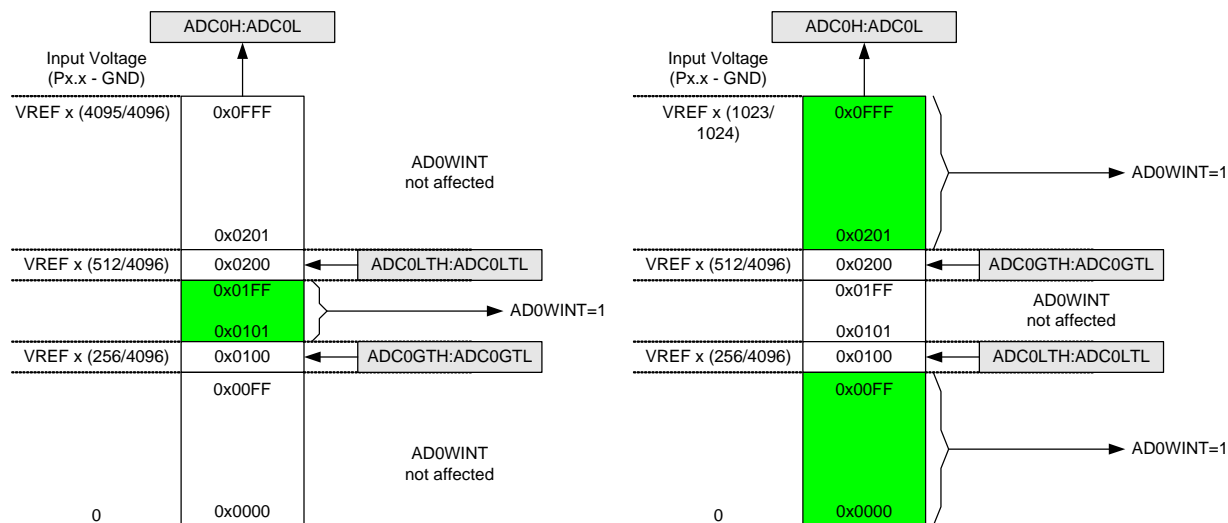 ADC0H:ADC0L
Input Voltage
(Px.x - GND)
VREF x (4095/4096)
0x0FFF
AD0WINT
not affected
0x0201
VREF x (512/4096)
0x0200
ADC0LTH:ADC0LTL
0x01FF
AD0WINT=1
0x0101
VREF x (256/4096)
0x0100
ADC0GTH:ADC0GTL
0x00FF
AD0WINT
not affected
0
0x0000
ADC0H:ADC0L
Input Voltage
(Px.x - GND)
VREF x (1023/
1024)
0x0FFF
AD0WINT=1
0x0201
VREF x (512/4096)
0x0200
ADC0GTH:ADC0GTL
0x01FF
AD0WINT
not affected
0x0101
VREF x (256/4096)
0x0100
ADC0LTH:ADC0LTL
0x00FF
AD0WINT=1
0
0x0000